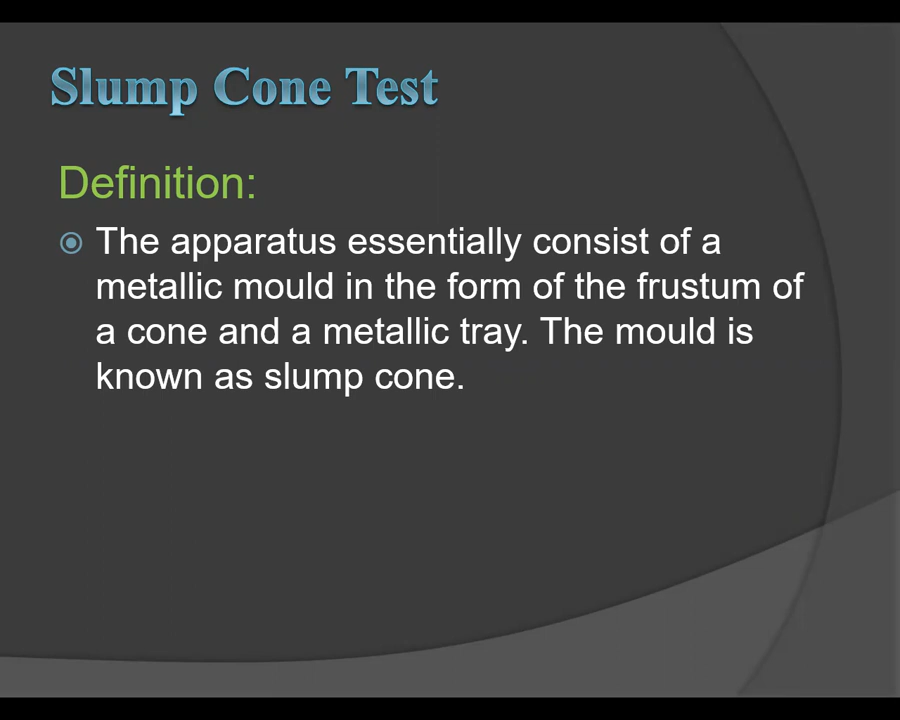 Slump Cone Test
Definition:
The apparatus essentially consist of a
metallic mould in the form of the frustum of
a cone and a metallic tray. The mould is
known as slump cone.